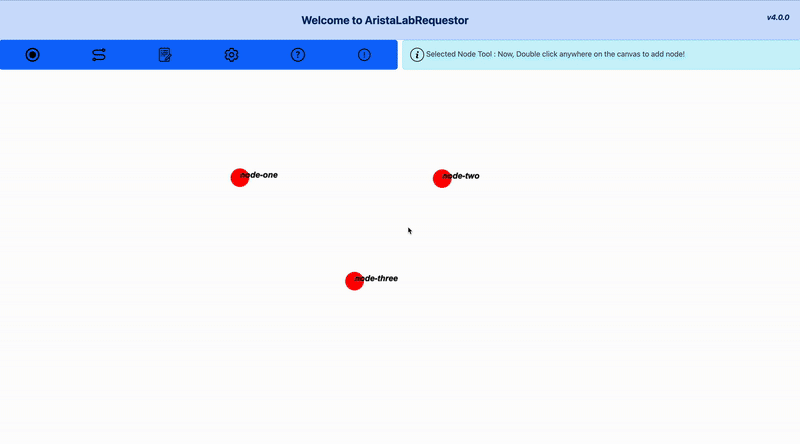 Welcome to AristaLabRequestor
v4.0.0
Selected Node Tool : Now, Double click anywhere on the canvas to add node!
node-one
node-two
node-three